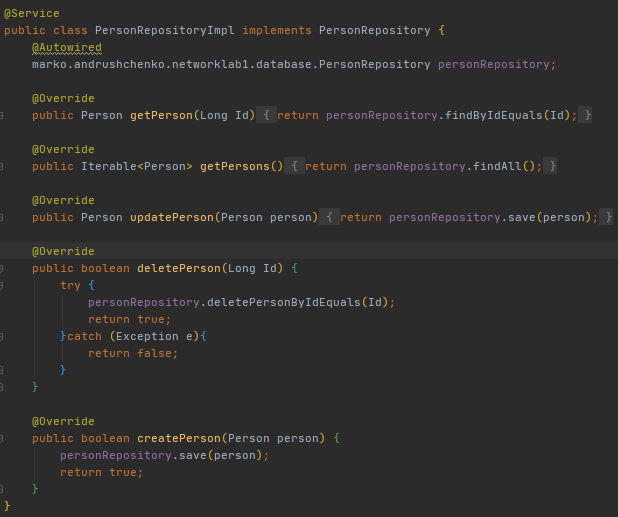 @Service
public class PersonRepositoryImpl implements PersonRepository {
@Autowired
marko.andrushchenko.networklab1.database.PersonRepository personRepository;
@Override
public Person getPerson(Long Id) { return personRepository.findByIdEquals(Id); }
@Override
public Iterable<Person> getPersons() { return personRepository.findAll(); }
@Override
public Person updatePerson(Person person) { return personRepository.save(person); }
@Override
public boolean deletePerson(Long Id) {
try {
personRepository.deletePersonByIdEquals(Id);
return true;
}catch (Exception e){
return false;
}
}
@Override
public boolean createPerson(Person person) {
personRepository.save(person);
return true;
}
}